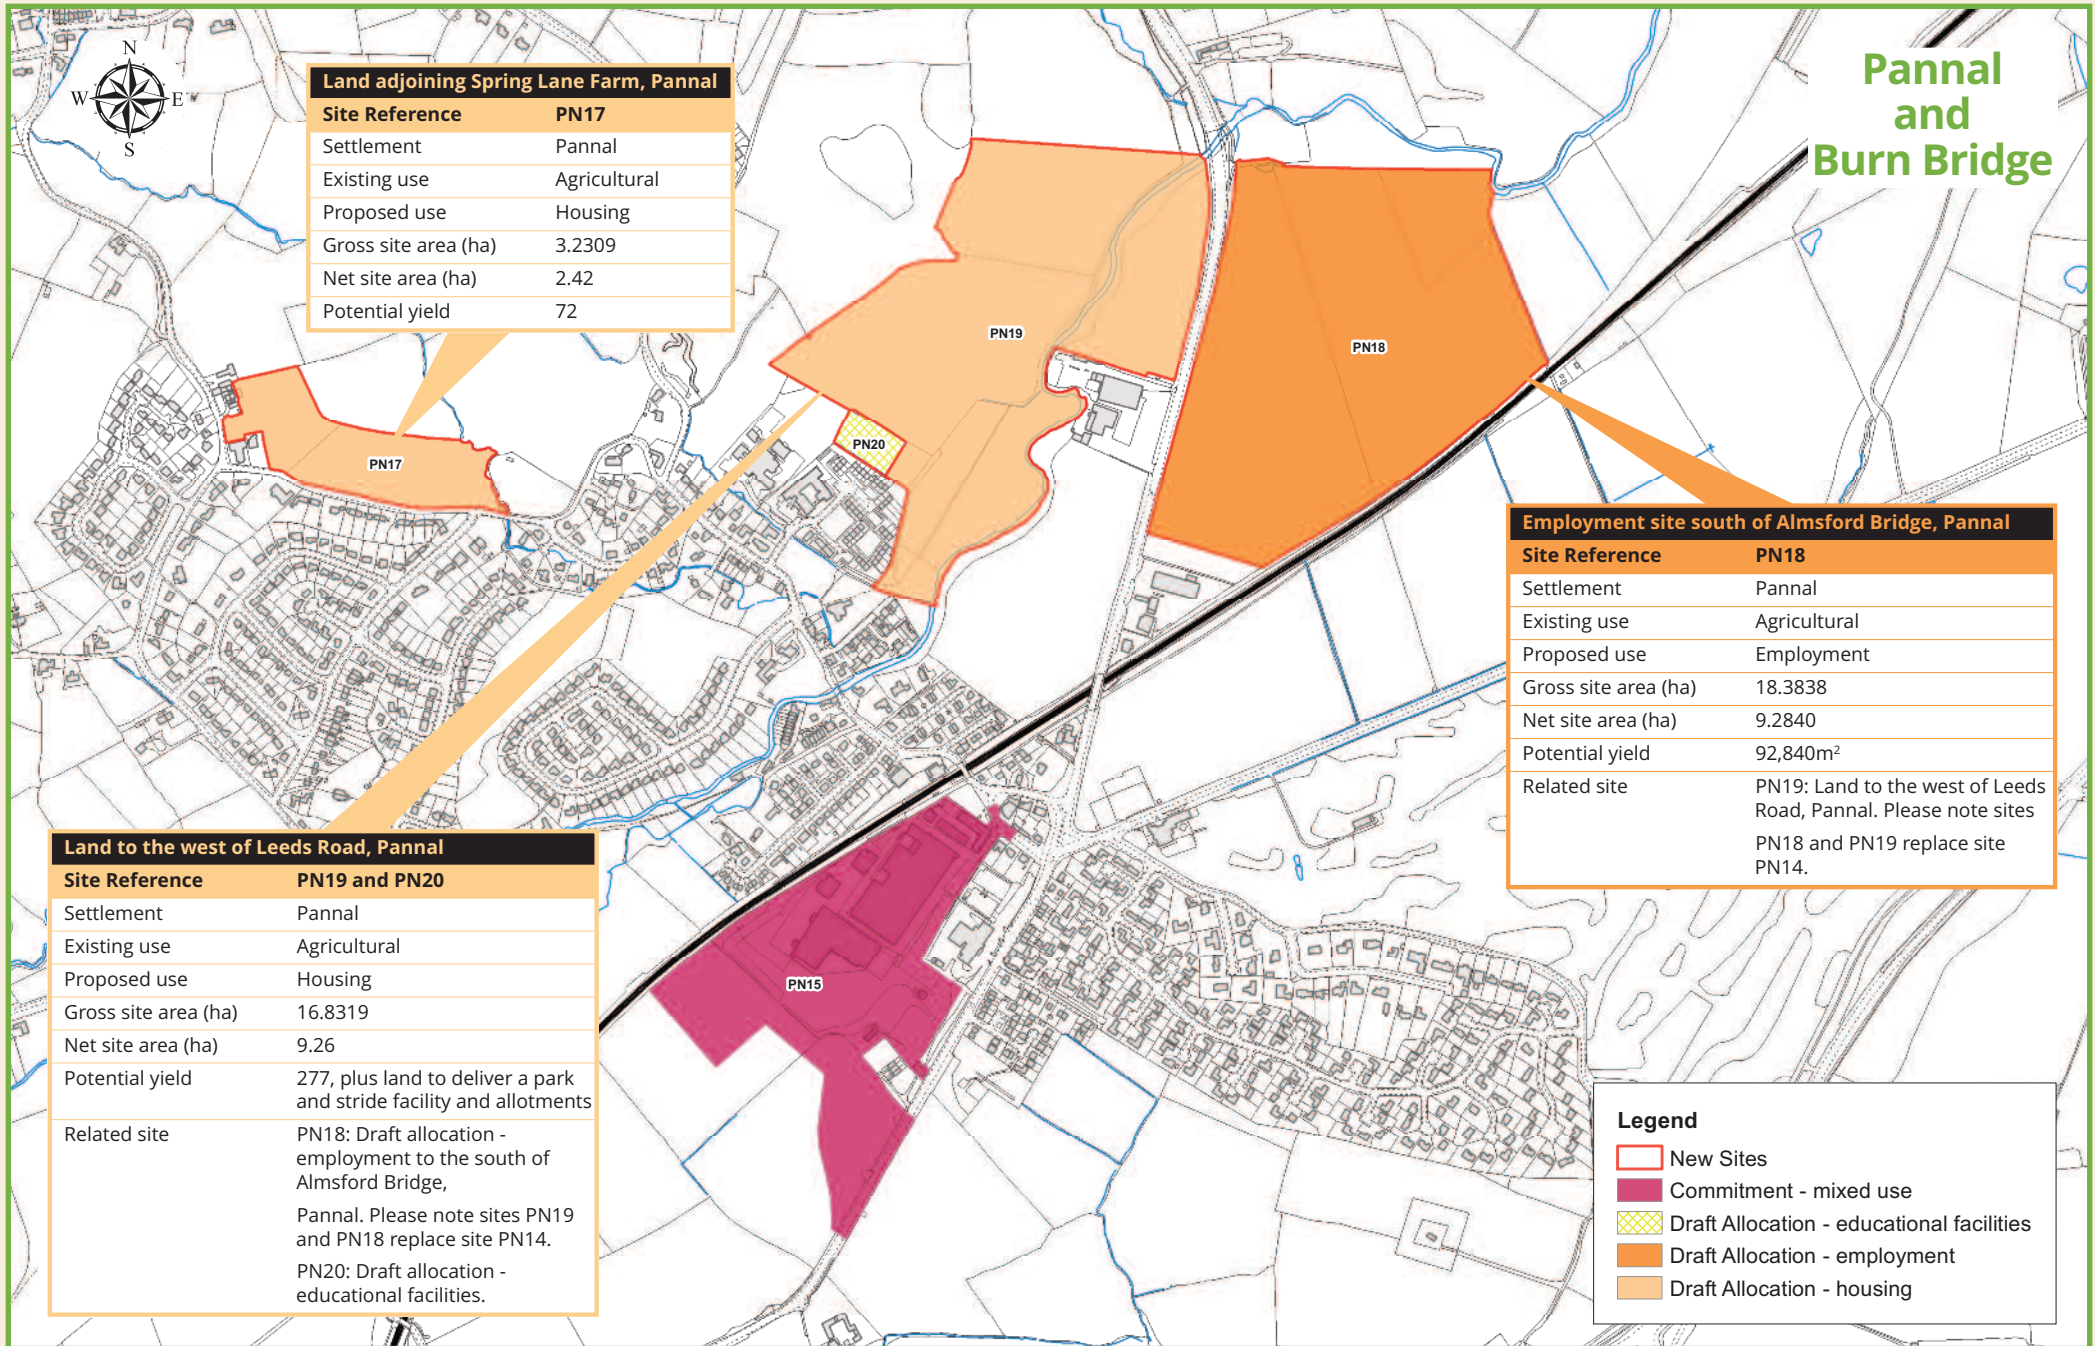 Pannal
and
Burn Bridge
N
W
E
S
Land adjoining Spring Lane Farm, Pannal
Site Reference PN17
Settlement Pannal
Existing use Agricultural
Proposed use Housing
Gross site area (ha) 3.2309
Net site area (ha) 2.42
Potential yield 72
PN19
PN18
PN20
PN17
PN15
Employment site south of Almsford Bridge, Pannal
Site Reference PN18
Settlement Pannal
Existing use Agricultural
Proposed use Employment
Gross site area (ha) 18.3838
Net site area (ha) 9.2840
Potential yield 92,840m²
Related site PN19: Land to the west of Leeds
Road, Pannal. Please note sites
PN18 and PN19 replace site
PN14.
Land to the west of Leeds Road, Pannal
Site Reference PN19 and PN20
Settlement Pannal
Existing use Agricultural
Proposed use Housing
Gross site area (ha) 16.8319
Net site area (ha) 9.26
Potential yield 277, plus land to deliver a park
and stride facility and allotments
Related site PN18: Draft allocation -
employment to the south of
Almsford Bridge,
Pannal. Please note sites PN19
and PN18 replace site PN14.
PN20: Draft allocation -
educational facilities.
Legend
New Sites
Commitment - mixed use
Draft Allocation - educational facilities
Draft Allocation - employment
Draft Allocation - housing